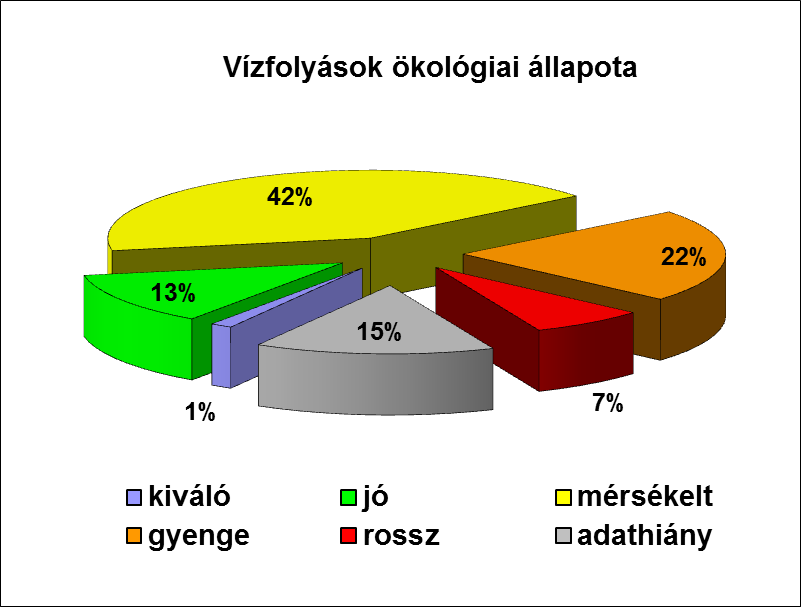 Vízfolyások ökológiai állapota
42%
22%
13%
15%
1%
7%
kiváló jó mérsékelt
gyenge rossz adathiány